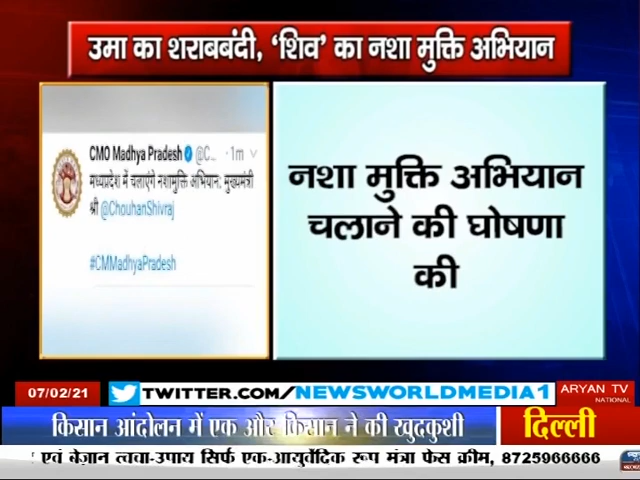 उमा का शराबबंदी, ‘शिव’ का नशा मुक्ति अभियान
CMO Madhya Pradesh @C... · 1m
मध्यप्रदेश में चलाएंगे नशामुक्ति अभियान: मुख्यमंत्री
श्री @ChouhanShivraj
#CMMadhyaPradesh
नशा मुक्ति अभियान
चलाने की घोषणा
की
07/02/21
TWITTER.COM/NEWSWORLDMEDIA1
ARYAN TV
NATIONAL
किसान आंदोलन में एक और किसान ने की खुदकुशी
दिल्ली
एवं बेज़ान त्वचा-उपाय सिर्फ एक-आयुर्वेदिक रूप मंत्रा फेस क्रीम, 8725966666